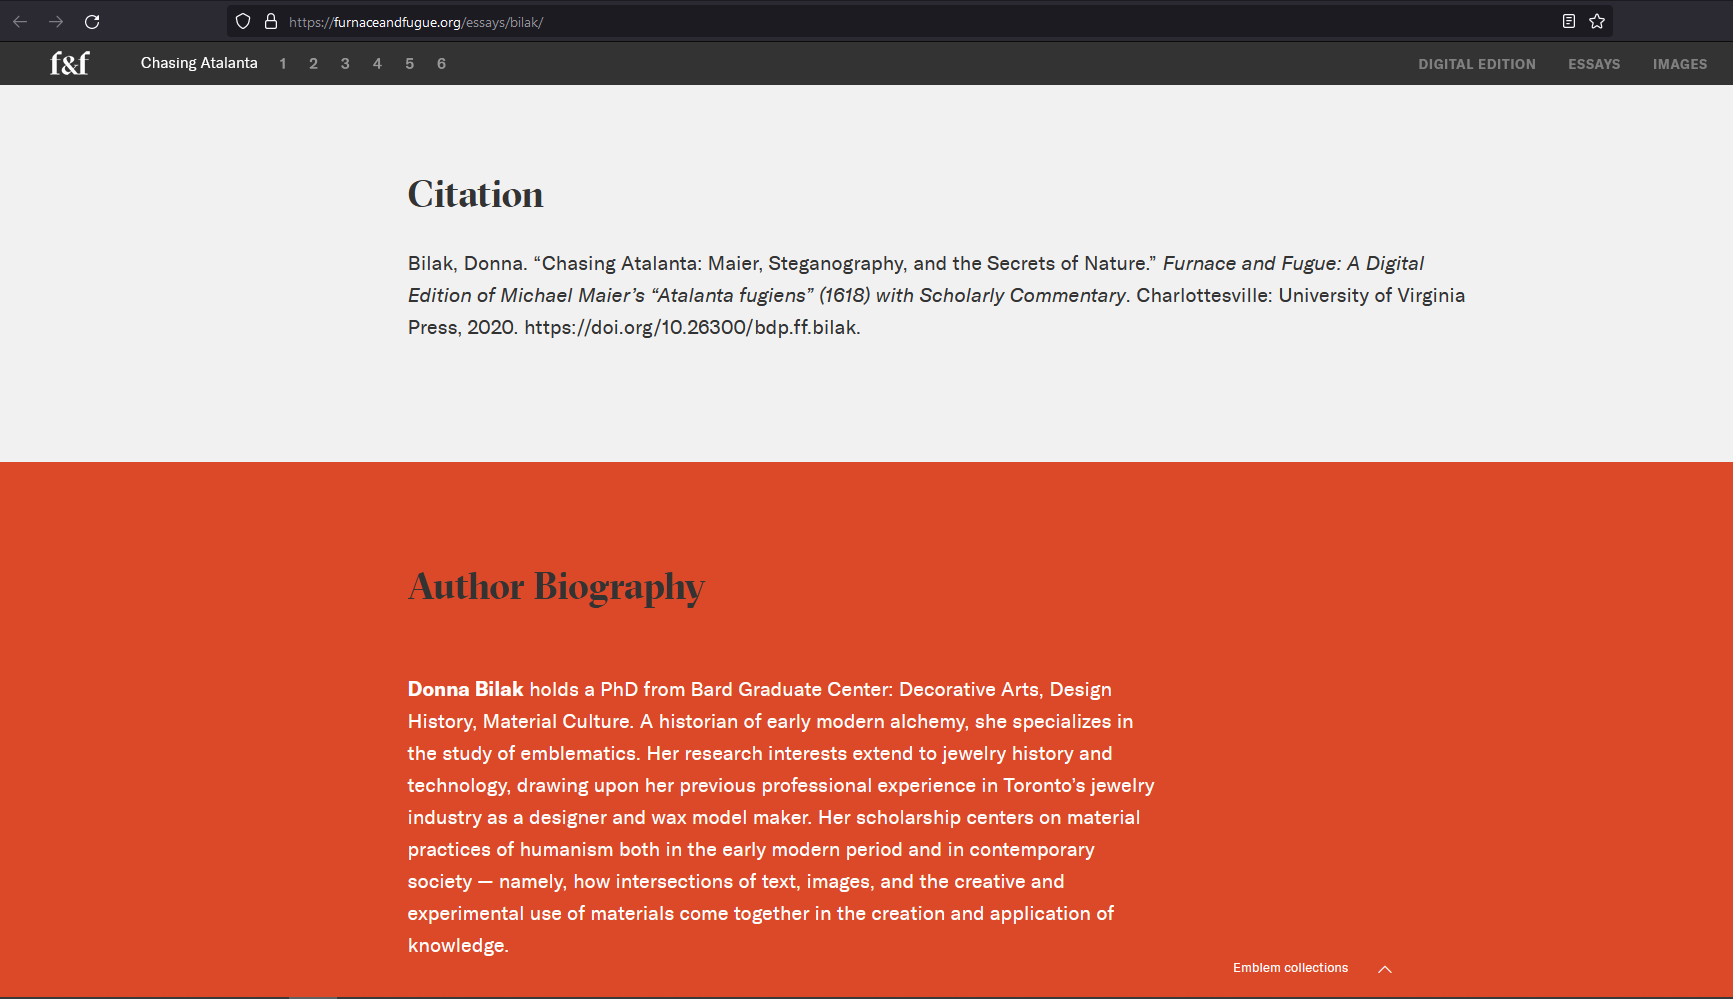 https://furnaceandfugue.org/essays/bilak/
f&f Chasing Atalanta 1 2 3 4 5 6 DIGITAL EDITION ESSAYS IMAGES
Citation
Bilak, Donna. “Chasing Atalanta: Maier, Steganography, and the Secrets of Nature.” Furnace and Fugue: A Digital
Edition of Michael Maier’s “Atalanta fugiens” (1618) with Scholarly Commentary. Charlottesville: University of Virginia
Press, 2020. https://doi.org/10.26300/bdp.ff.bilak.
Author Biography
Donna Bilak holds a PhD from Bard Graduate Center: Decorative Arts, Design
History, Material Culture. A historian of early modern alchemy, she specializes in
the study of emblematics. Her research interests extend to jewelry history and
technology, drawing upon her previous professional experience in Toronto’s jewelry
industry as a designer and wax model maker. Her scholarship centers on material
practices of humanism both in the early modern period and in contemporary
society — namely, how intersections of text, images, and the creative and
experimental use of materials come together in the creation and application of
knowledge.
Emblem collections